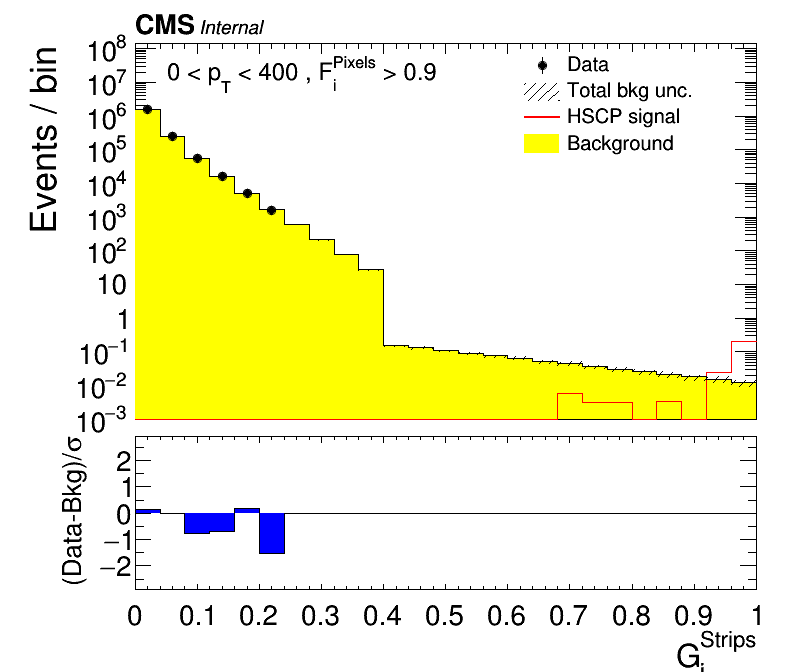 CMS Internal
0 < p_T < 400 , F_i^Pixels > 0.9
Data
Total bkg unc.
HSCP signal
Background
Events / bin
10^8
10^7
10^6
10^5
10^4
10^3
10^2
10
1
10^−1
10^−2
10^−3
(Data-Bkg)/σ
2
1
0
−1
−2
0 0.1 0.2 0.3 0.4 0.5 0.6 0.7 0.8 0.9 1
G_i^Strips